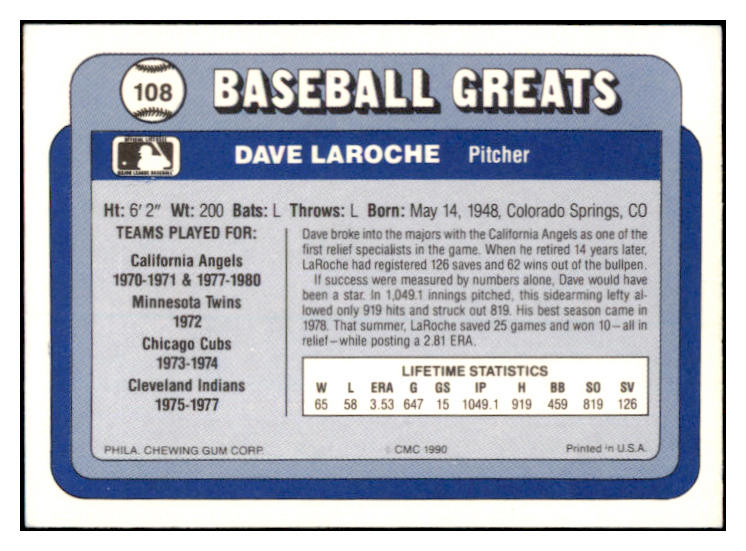 108
BASEBALL GREATS
OFFICIAL LICENSEE
MAJOR LEAGUE BASEBALL
DAVE LAROCHE Pitcher
Ht: 6' 2" Wt: 200 Bats: L Throws: L Born: May 14, 1948, Colorado Springs, CO
TEAMS PLAYED FOR:
California Angels
1970-1971 & 1977-1980
Minnesota Twins
1972
Chicago Cubs
1973-1974
Cleveland Indians
1975-1977
Dave broke into the majors with the California Angels as one of the
first relief specialists in the game. When he retired 14 years later,
LaRoche had registered 126 saves and 62 wins out of the bullpen.
If success were measured by numbers alone, Dave would have
been a star. In 1,049.1 innings pitched, this sidearming lefty al-
lowed only 919 hits and struck out 819. His best season came in
1978. That summer, LaRoche saved 25 games and won 10–all in
relief–while posting a 2.81 ERA.
LIFETIME STATISTICS
W L ERA G GS IP H BB SO SV
65 58 3.53 647 15 1049.1 919 459 819 126
PHILA. CHEWING GUM CORP. © CMC 1990 Printed in U.S.A.